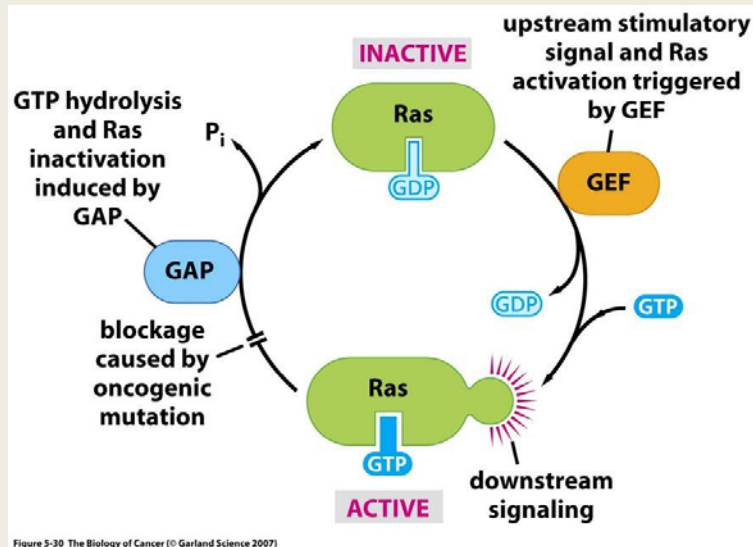 INACTIVE
Ras
GDP
upstream stimulatory
signal and Ras
activation triggered
by GEF
GEF
GTP hydrolysis
and Ras
inactivation
induced by
GAP
Pi
GAP
GDP
GTP
blockage
caused by
oncogenic
mutation
Ras
GTP
ACTIVE
downstream
signaling
Figure 5-30 The Biology of Cancer (© Garland Science 2007)